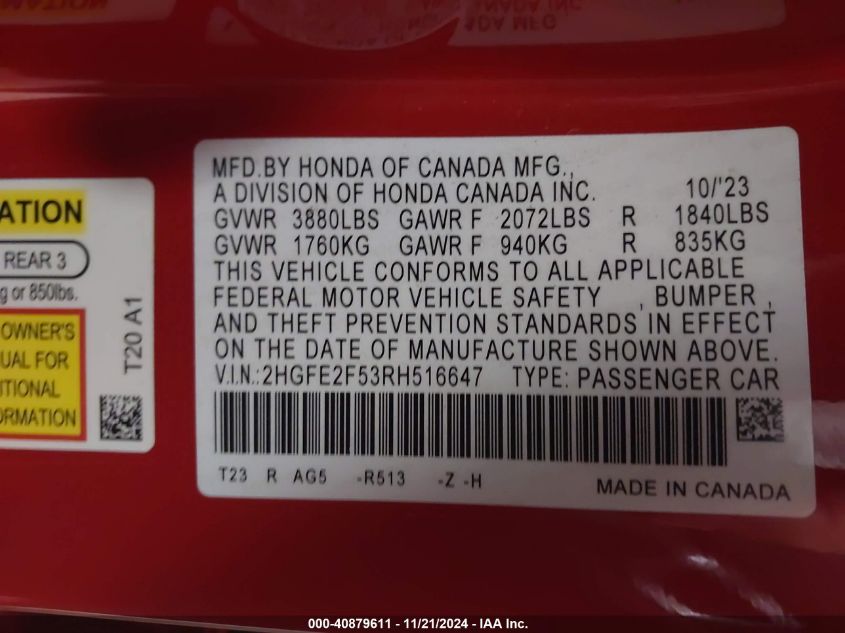 MFD.BY HONDA OF CANADA MFG.,
A DIVISION OF HONDA CANADA INC. 10/'23
GVWR 3880LBS GAWR F 2072LBS R 1840LBS
GVWR 1760KG GAWR F 940KG R 835KG
THIS VEHICLE CONFORMS TO ALL APPLICABLE
FEDERAL MOTOR VEHICLE SAFETY , BUMPER ,
AND THEFT PREVENTION STANDARDS IN EFFECT
ON THE DATE OF MANUFACTURE SHOWN ABOVE.
V.I.N.:2HGFE2F53RH516647 TYPE: PASSENGER CAR
T23 R AG5 -R513 -Z -H
MADE IN CANADA
ATION
REAR 3
g or 850lbs.
OWNER'S
UAL FOR
ITIONAL
ORMATION
T20 A1
000-40879611 - 11/21/2024 - IAA Inc.